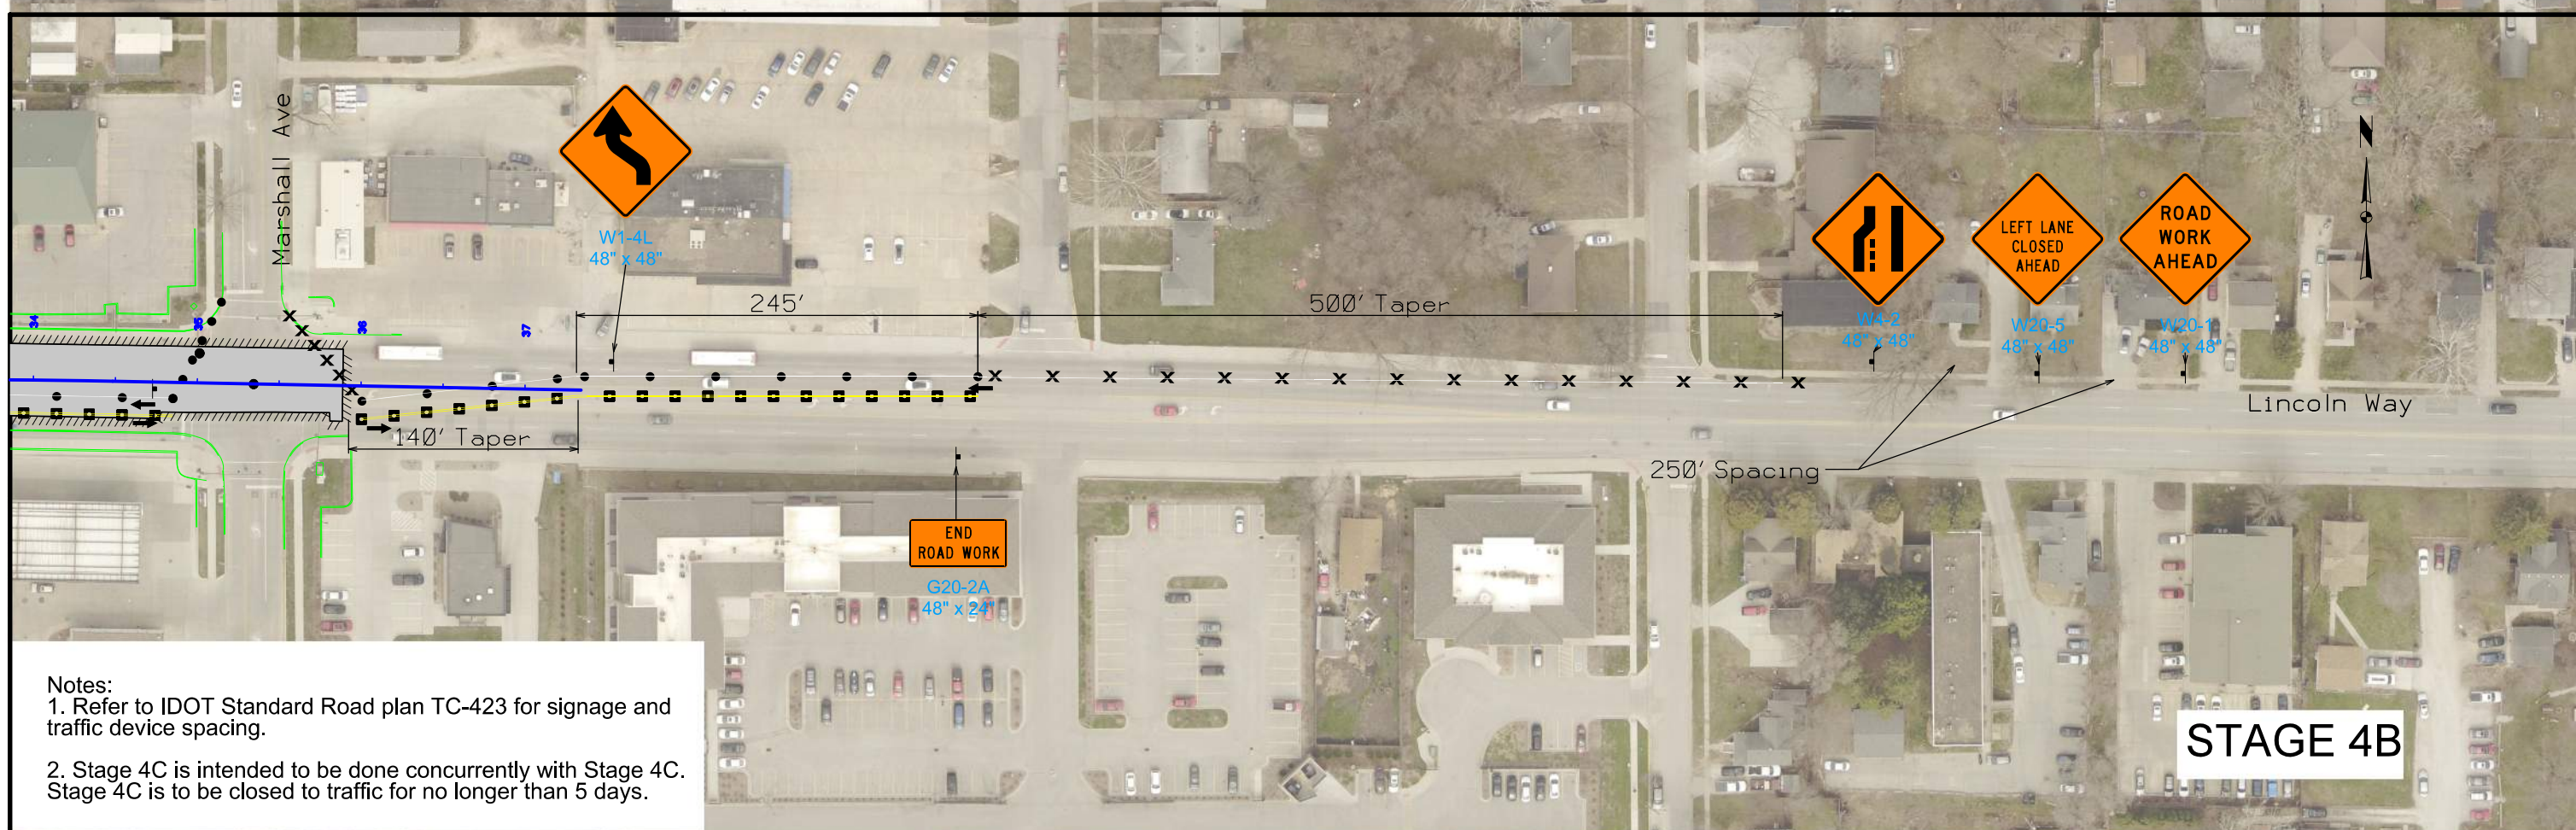 Marshall Ave
W1-4L
48" x 48"
245'
500' Taper
LEFT LANE
CLOSED
AHEAD
ROAD
WORK
AHEAD
W4-2
48" x 48"
W20-5
48" x 48"
W20-1
48" x 48"
N
34
35
36
37
140' Taper
Lincoln Way
250' Spacing
END
ROAD WORK
G20-2A
48" x 24"
Notes:
1. Refer to IDOT Standard Road plan TC-423 for signage and
traffic device spacing.
2. Stage 4C is intended to be done concurrently with Stage 4C.
Stage 4C is to be closed to traffic for no longer than 5 days.
STAGE 4B